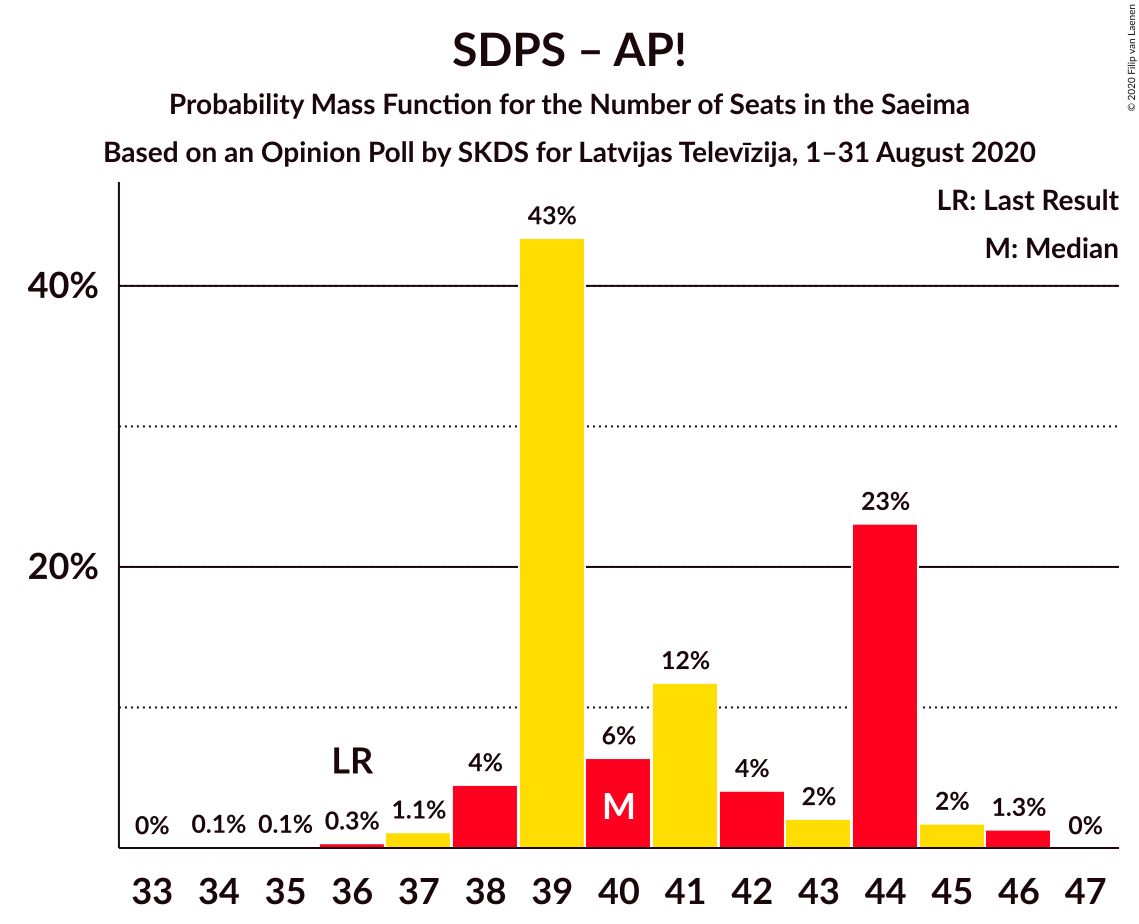 SDPS – AP!
Probability Mass Function for the Number of Seats in the Saeima
Based on an Opinion Poll by SKDS for Latvijas Televīzija, 1–31 August 2020
© 2020 Filip van Laenen
LR: Last Result
M: Median
43%
40%
23%
20%
12%
6%
4%
4%
2%
2%
1.3%
1.1%
0.3%
0.1%
0.1%
0%
0%
LR
M
33 34 35 36 37 38 39 40 41 42 43 44 45 46 47